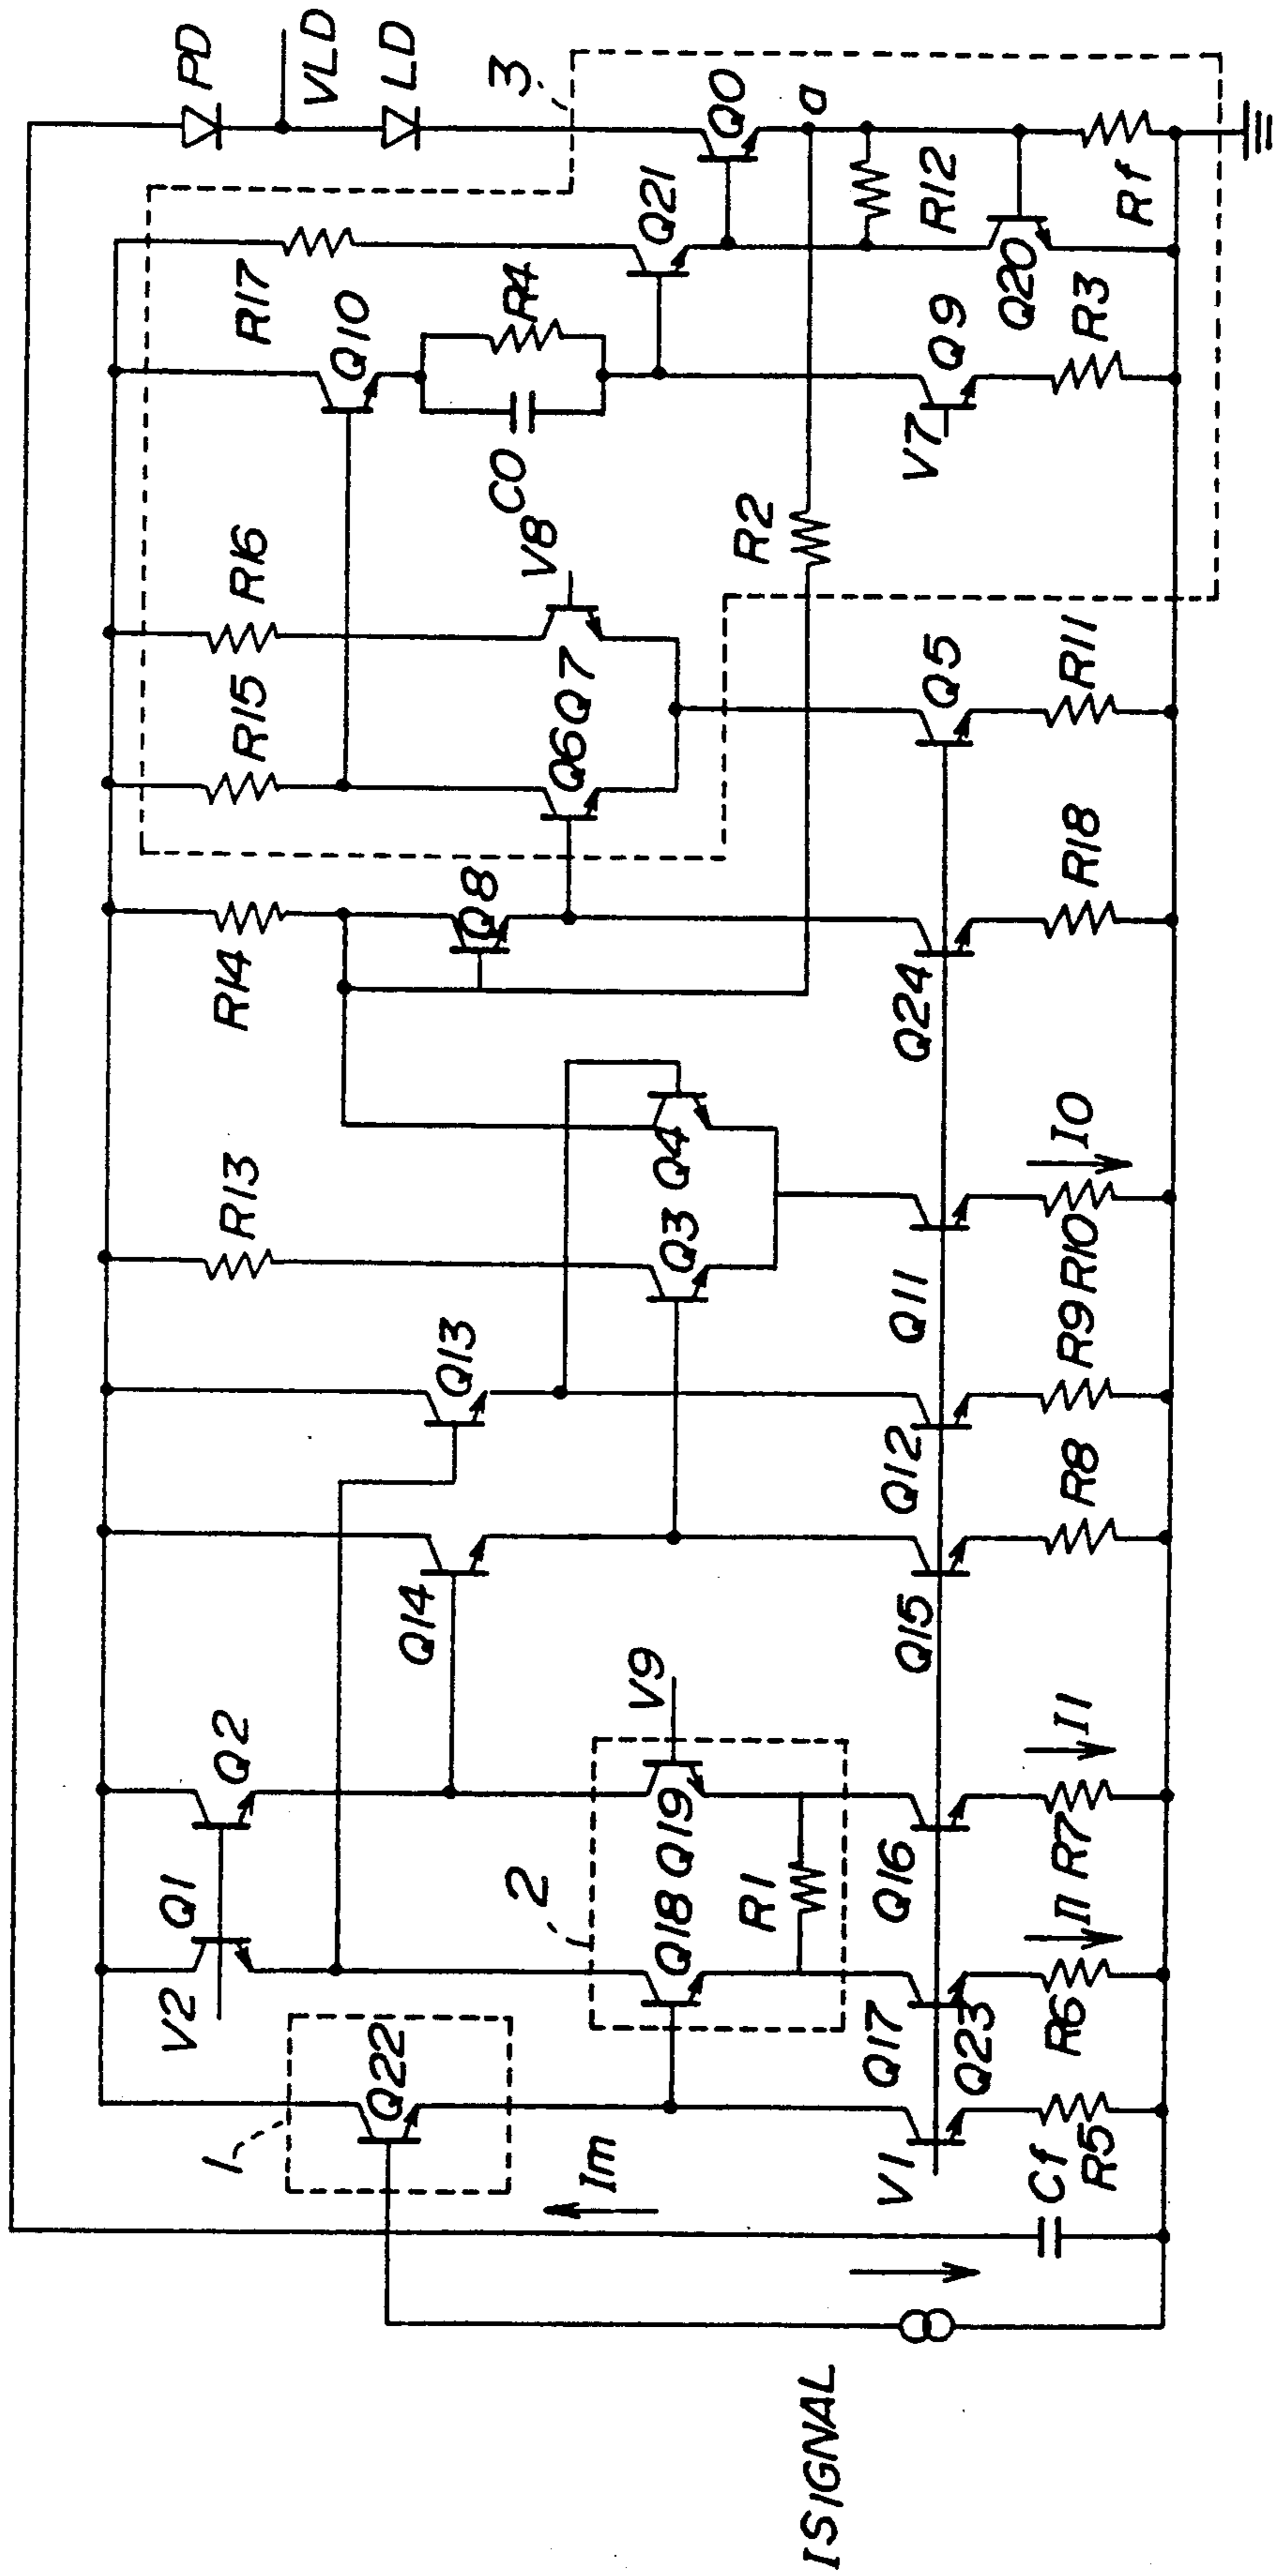 PD
VLD
LD
3
Q0
a
R12
Rf
Q21
R17
Q10
R4
C0
Q20
Q9
R3
V7
V8
R2
R16
R15
Q6
Q7
Q5
R11
R14
Q8
Q24
R18
R13
Q4
Q3
I0
Q11
R10
Q13
Q12
R9
Q14
Q15
R8
Q2
Q1
V2
V9
2
Q19
Q18
R1
Q16
R7
I1
Q17
R6
I1
1
Q22
Q23
V1
R5
Im
Cf
ISIGNAL